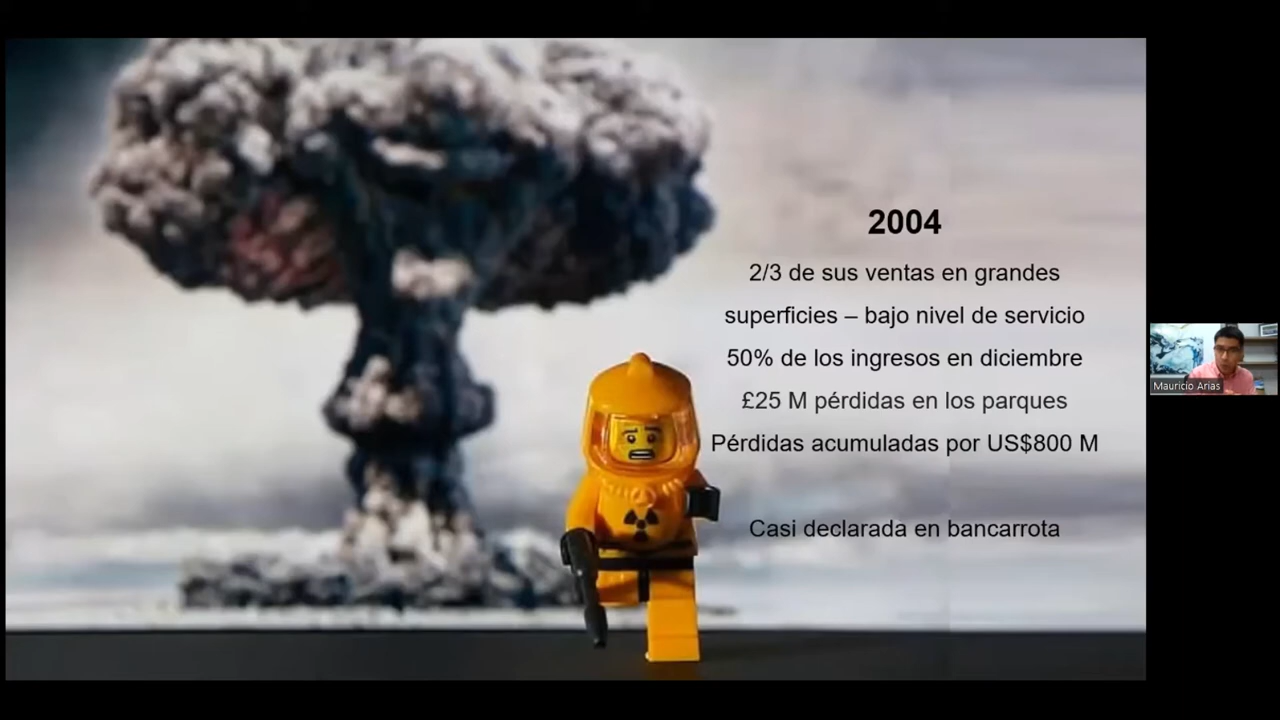 2004
2/3 de sus ventas en grandes
superficies – bajo nivel de servicio
50% de los ingresos en diciembre
£25 M pérdidas en los parques
Pérdidas acumuladas por US$800 M
Casi declarada en bancarrota
Mauricio Arias